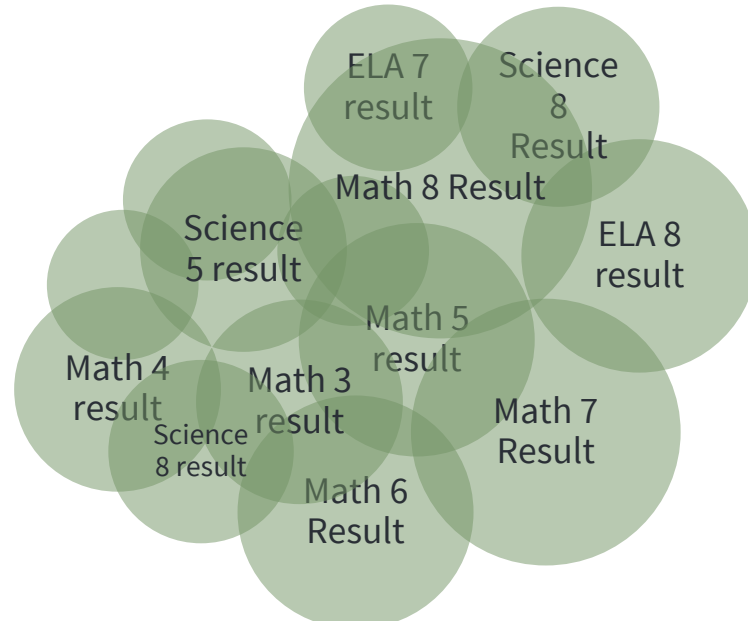 ELA 7
result
Science
8
Result
Math 8 Result
Science
5 result
ELA 8
result
Math 5
result
Math 4
result
Math 3
result
Science
8 result
Math 7
Result
Math 6
Result